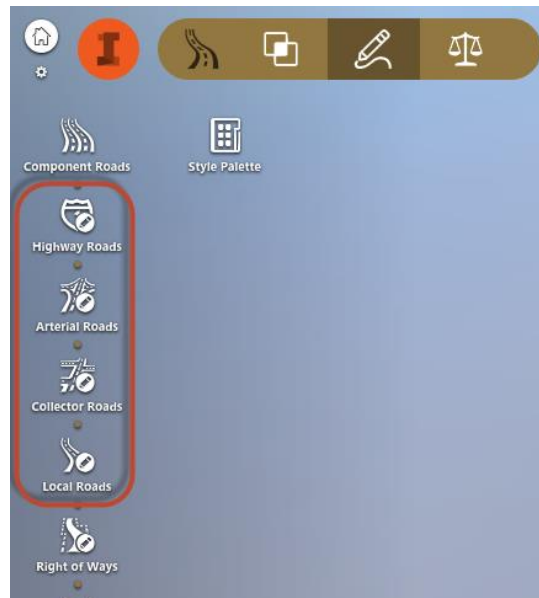 Component Roads
Style Palette
Highway Roads
Arterial Roads
Collector Roads
Local Roads
Right of Ways